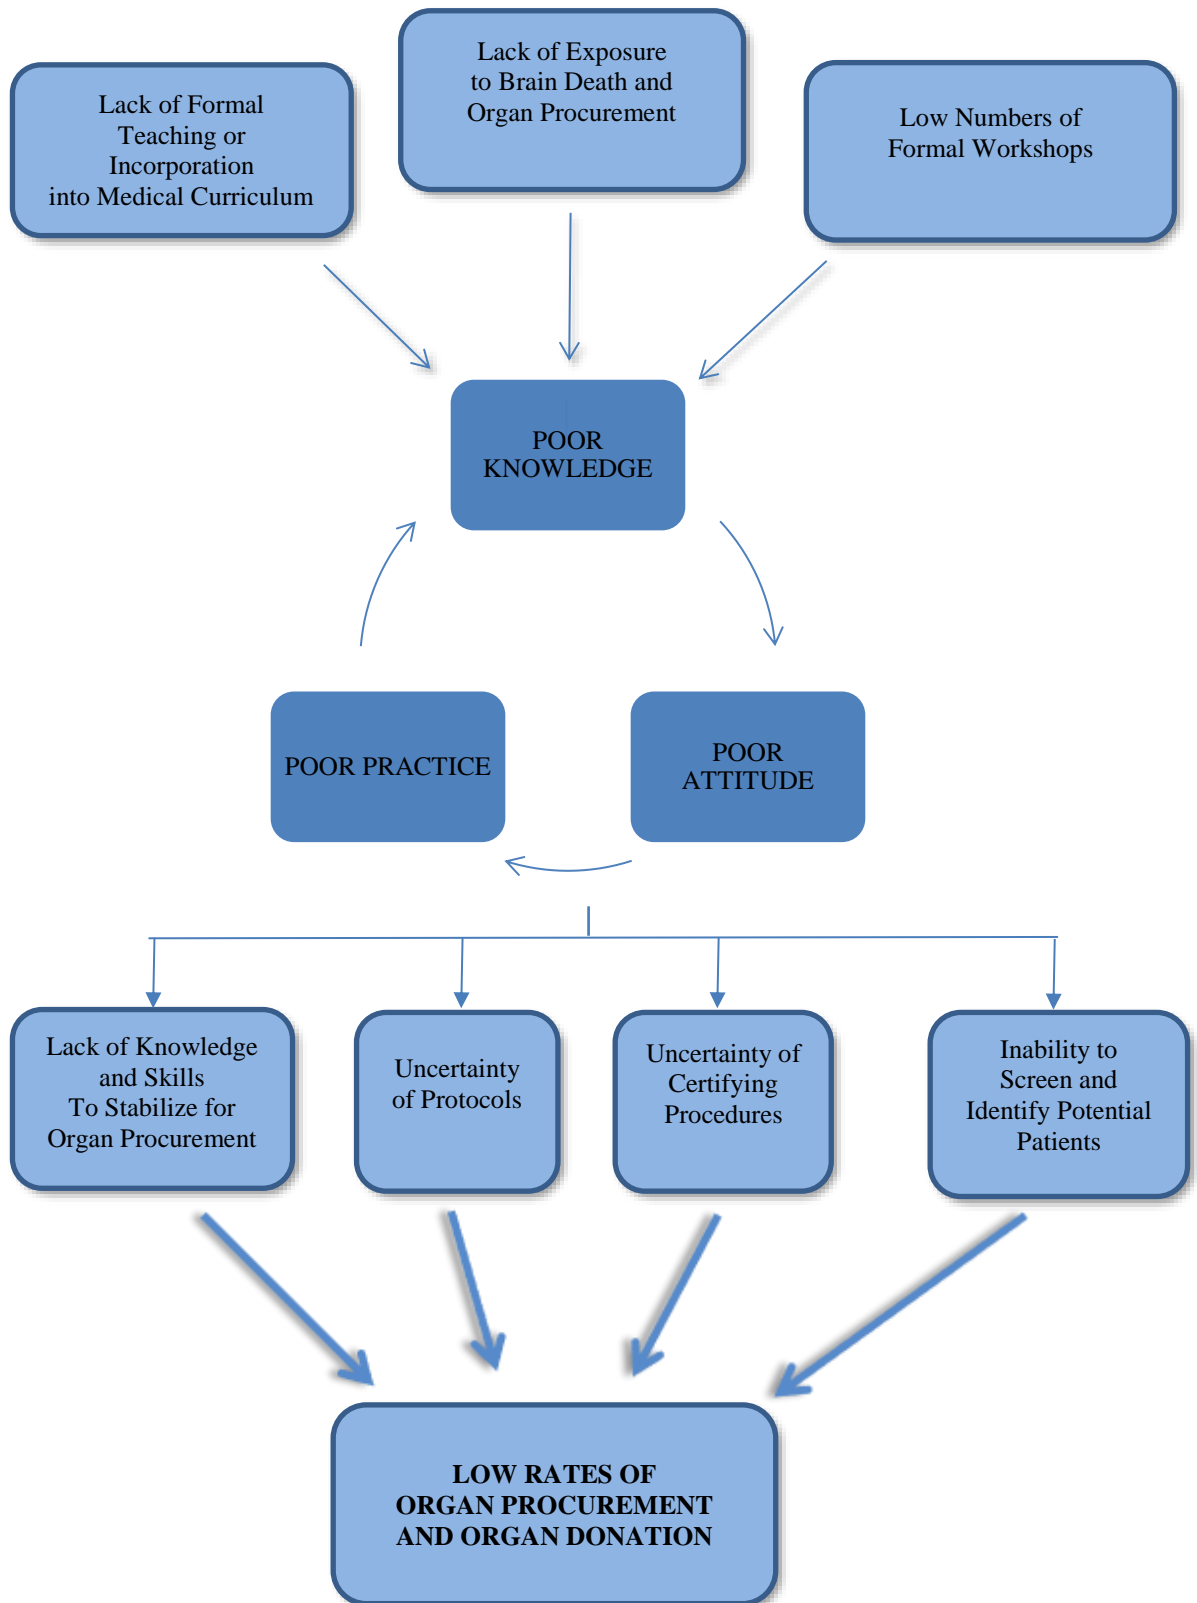 Lack of Formal
Teaching or
Incorporation
into Medical Curriculum
Lack of Exposure
to Brain Death and
Organ Procurement
Low Numbers of
Formal Workshops
POOR
KNOWLEDGE
POOR PRACTICE
POOR
ATTITUDE
Lack of Knowledge
and Skills
To Stabilize for
Organ Procurement
Uncertainty
of Protocols
Uncertainty of
Certifying
Procedures
Inability to
Screen and
Identify Potential
Patients
LOW RATES OF
ORGAN PROCUREMENT
AND ORGAN DONATION